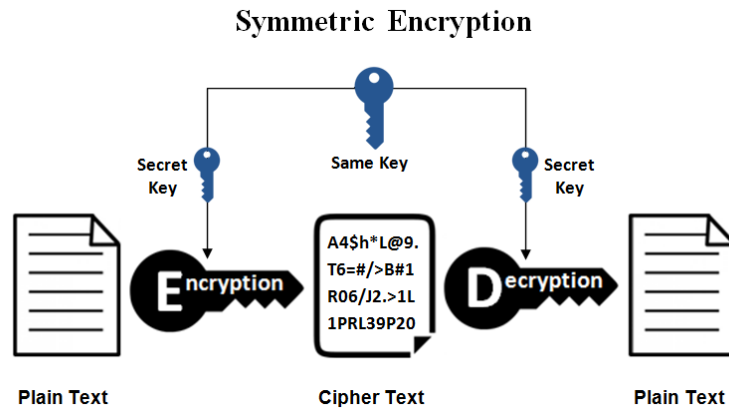 Symmetric Encryption
Same Key
Secret
Key
Secret
Key
Encryption
A4$h*L@9.
T6=#/>B#1
R06/J2.>1L
1PRL39P20
Decryption
Plain Text
Cipher Text
Plain Text